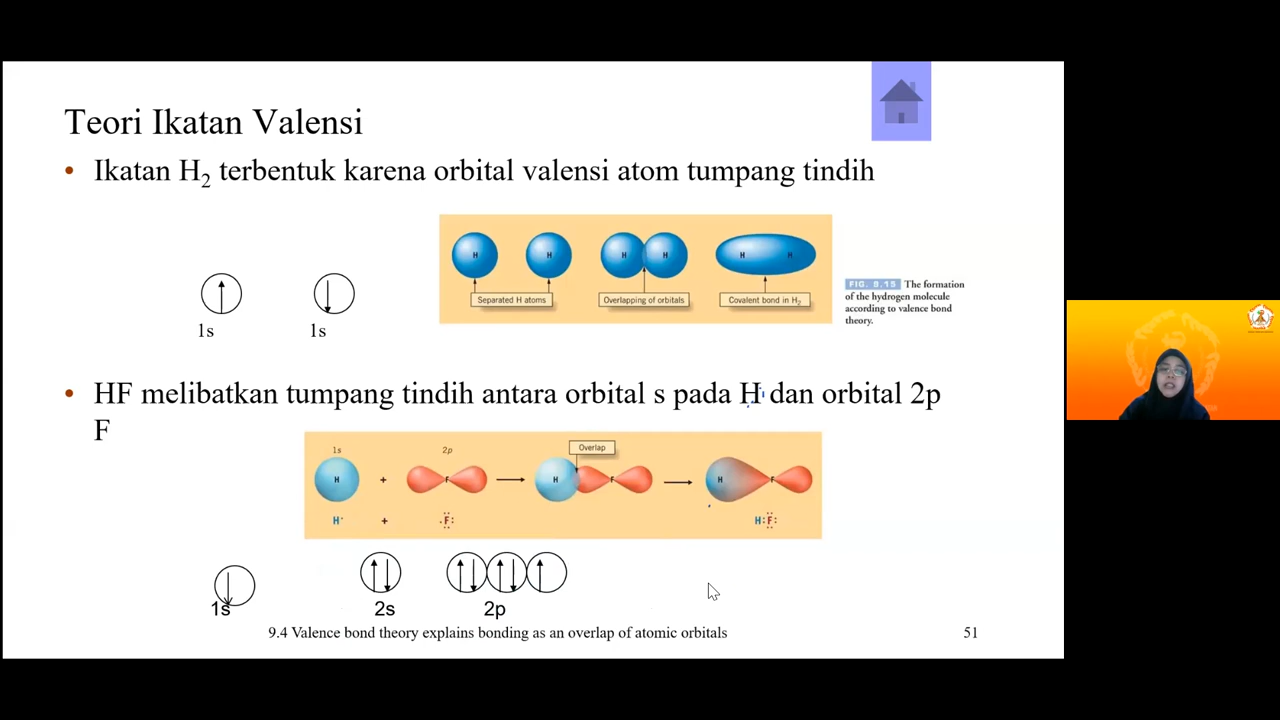 Teori Ikatan Valensi
• Ikatan H₂ terbentuk karena orbital valensi atom tumpang tindih
H H H H H H
Separated H atoms Overlapping of orbitals Covalent bond in H₂
FIG. 8.15 The formation
of the hydrogen molecule
according to valence bond
theory.
1s 1s
• HF melibatkan tumpang tindih antara orbital s pada H dan orbital 2p
F
1s 2p Overlap
H + F H F H F
H· + ·F: H:F:
1s 2s 2p
9.4 Valence bond theory explains bonding as an overlap of atomic orbitals 51